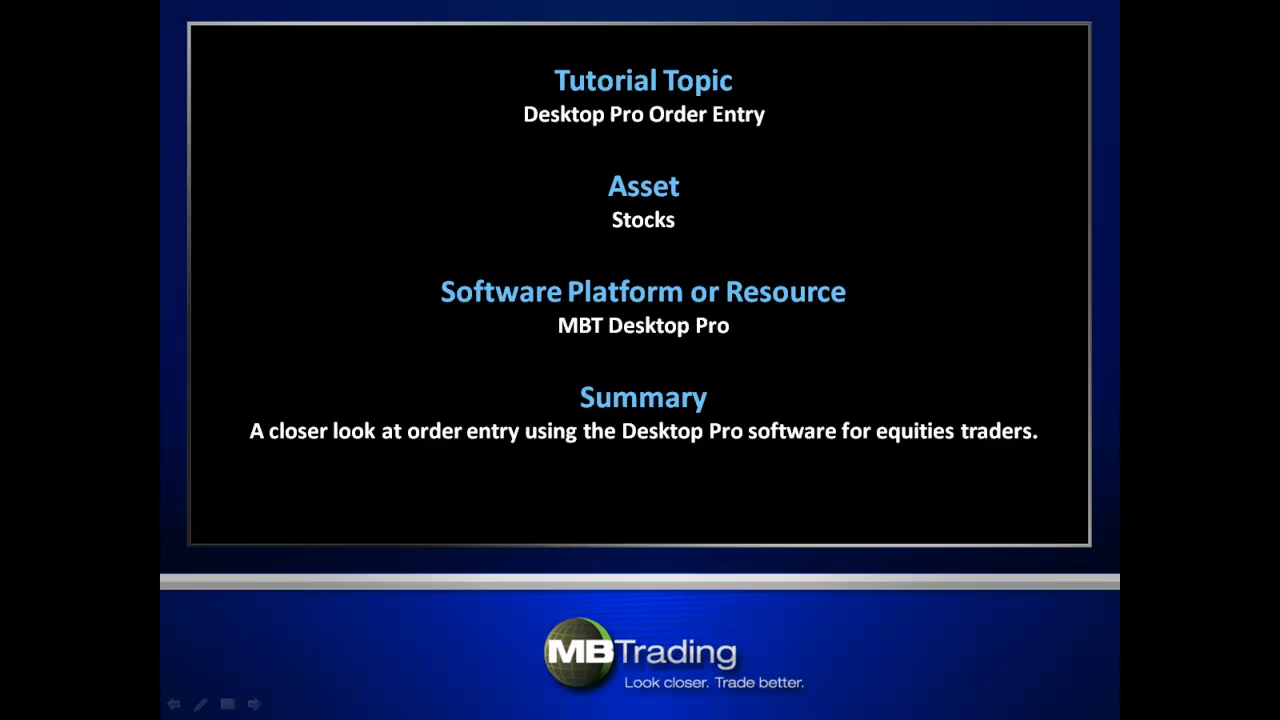 Tutorial Topic
Desktop Pro Order Entry
Asset
Stocks
Software Platform or Resource
MBT Desktop Pro
Summary
A closer look at order entry using the Desktop Pro software for equities traders.
MBTrading
Look closer. Trade better.